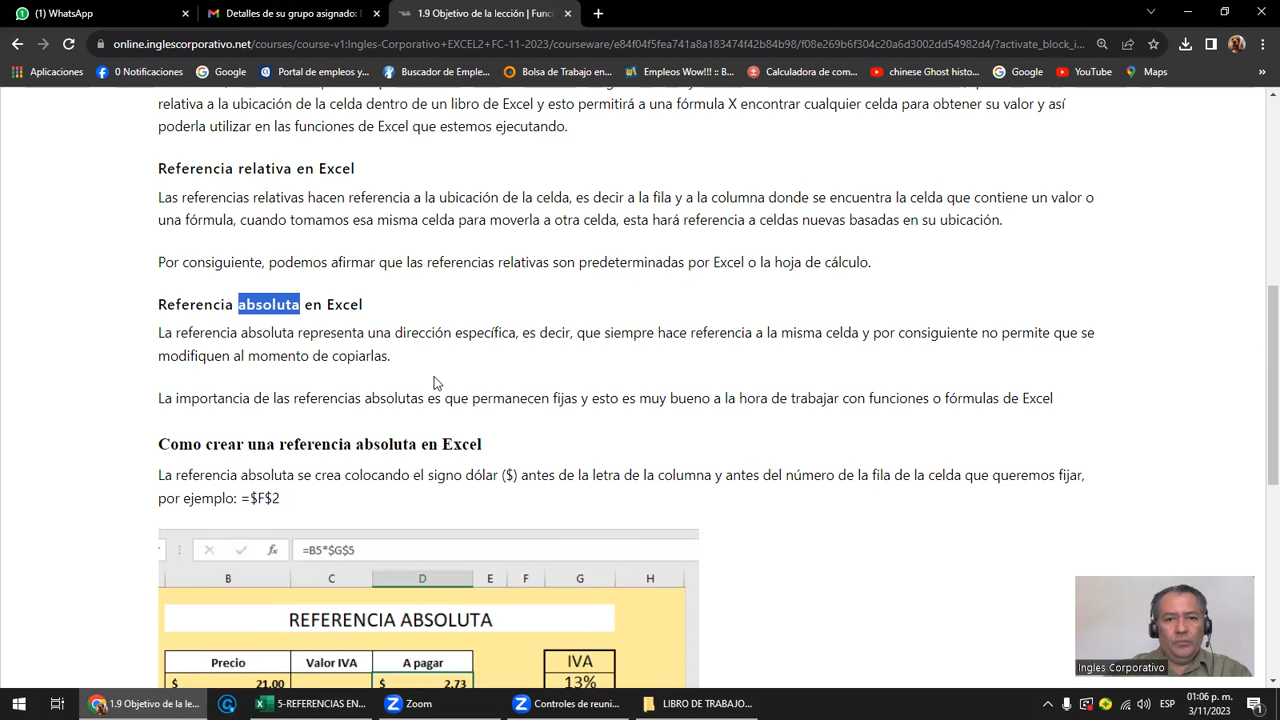 (1) WhatsApp
Detalles de su grupo asignado: I
1.9 Objetivo de la lección | Funci
online.inglescorporativo.net/courses/course-v1:Ingles-Corporativo+EXCEL2+FC-11-2023/courseware/e84f04f5fea741a8a183474f42b84b98/f08e269b6f304c20a6d3002dd54982d4/?activate_block_i...
Aplicaciones
0 Notificaciones
Google
Portal de empleos y...
Buscador de Emple...
Bolsa de Trabajo en...
Empleos Wow!!! :: B...
Calculadora de com...
chinese Ghost histo...
Google
YouTube
Maps
relativa a la ubicación de la celda dentro de un libro de Excel y esto permitirá a una fórmula X encontrar cualquier celda para obtener su valor y así
poderla utilizar en las funciones de Excel que estemos ejecutando.
Referencia relativa en Excel
Las referencias relativas hacen referencia a la ubicación de la celda, es decir a la fila y a la columna donde se encuentra la celda que contiene un valor o
una fórmula, cuando tomamos esa misma celda para moverla a otra celda, esta hará referencia a celdas nuevas basadas en su ubicación.
Por consiguiente, podemos afirmar que las referencias relativas son predeterminadas por Excel o la hoja de cálculo.
Referencia absoluta en Excel
La referencia absoluta representa una dirección específica, es decir, que siempre hace referencia a la misma celda y por consiguiente no permite que se
modifiquen al momento de copiarlas.
La importancia de las referencias absolutas es que permanecen fijas y esto es muy bueno a la hora de trabajar con funciones o fórmulas de Excel
Como crear una referencia absoluta en Excel
La referencia absoluta se crea colocando el signo dólar ($) antes de la letra de la columna y antes del número de la fila de la celda que queremos fijar,
por ejemplo: =$F$2
fx =B5*$G$5
B C D E F G H
REFERENCIA ABSOLUTA
Precio Valor IVA A pagar IVA
$ 21,00 $ 2,73 13%
Ingles Corporativo
1.9 Objetivo de la le...
5-REFERENCIAS EN...
Zoom
Controles de reuni...
LIBRO DE TRABAJO...
ESP
01:06 p. m.
3/11/2023